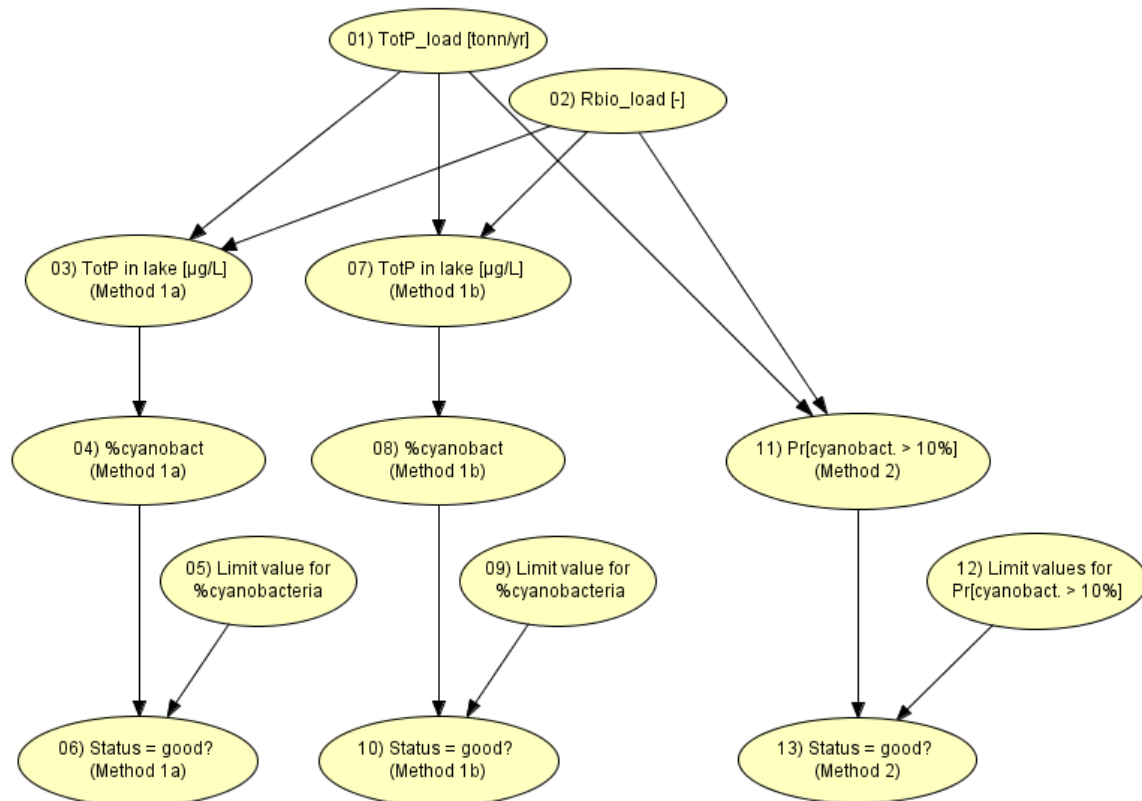 01) TotP_load [tonn/yr]
02) Rbio_load [-]
03) TotP in lake [µg/L]
(Method 1a)
07) TotP in lake [µg/L]
(Method 1b)
04) %cyanobact
(Method 1a)
08) %cyanobact
(Method 1b)
11) Pr[cyanobact. > 10%]
(Method 2)
05) Limit value for
%cyanobacteria
09) Limit value for
%cyanobacteria
12) Limit values for
Pr[cyanobact. > 10%]
06) Status = good?
(Method 1a)
10) Status = good?
(Method 1b)
13) Status = good?
(Method 2)